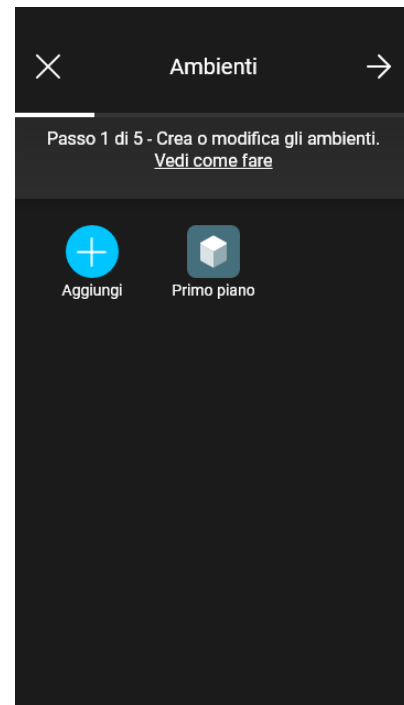 Ambienti
Passo 1 di 5 - Crea o modifica gli ambienti.
Vedi come fare
Aggiungi
Primo piano